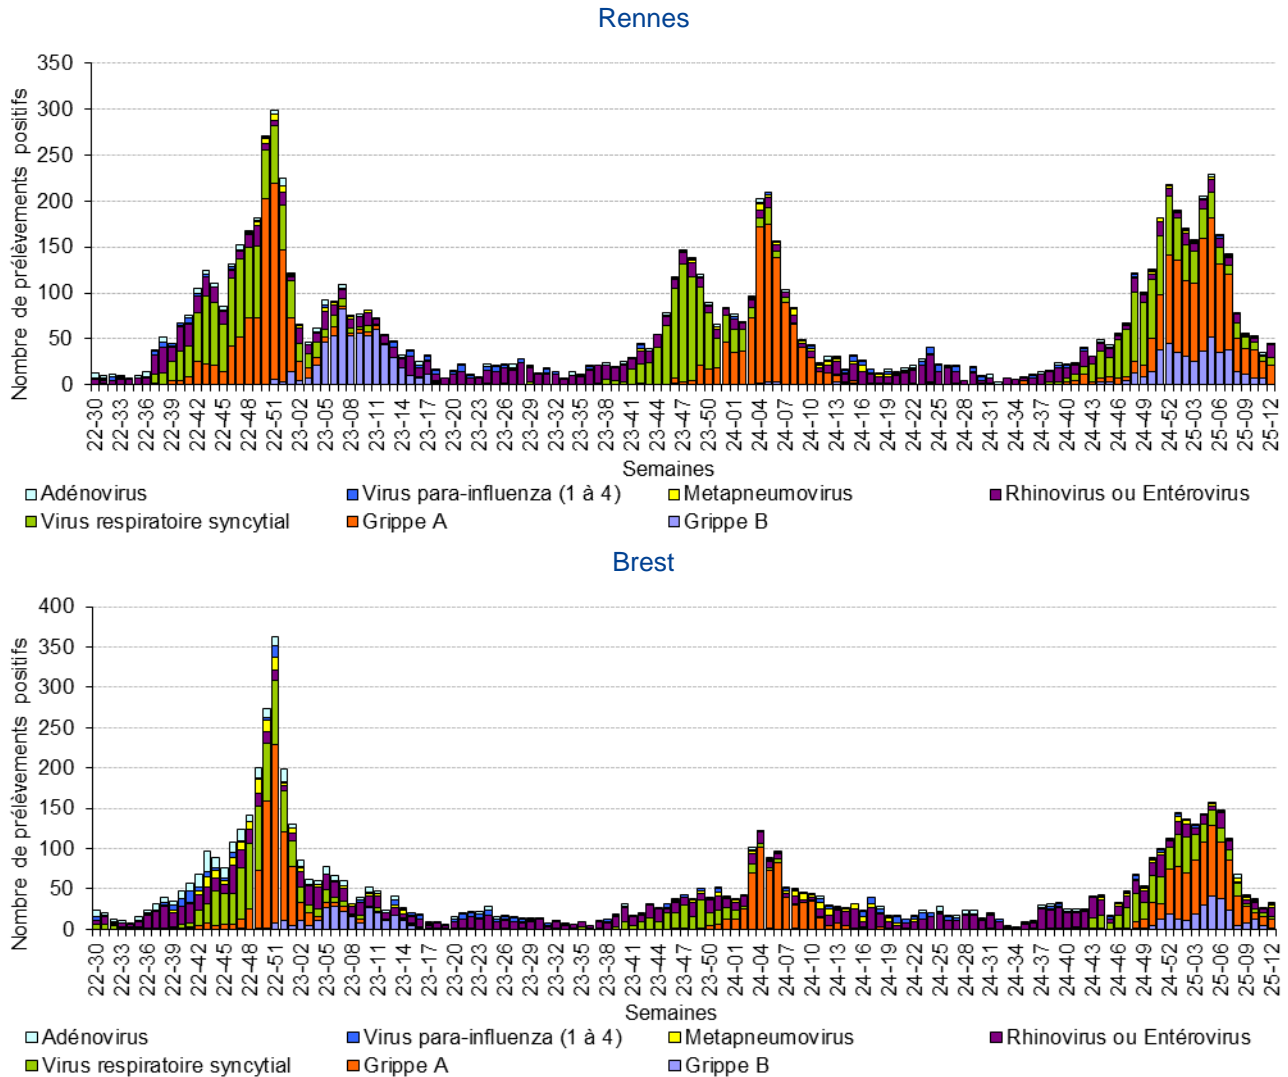 Rennes
Nombre de prélèvements positifs
350
300
250
200
150
100
50
0
22-30 22-33 22-36 22-39 22-42 22-45 22-48 22-51 23-02 23-05 23-08 23-11 23-14 23-17 23-20 23-23 23-26 23-29 23-32 23-35 23-38 23-41 23-44 23-47 23-50 24-01 24-04 24-07 24-10 24-13 24-16 24-19 24-22 24-25 24-28 24-31 24-34 24-37 24-40 24-43 24-46 24-49 24-52 25-03 25-06 25-09 25-12
Semaines
Adénovirus Virus para-influenza (1 à 4) Metapneumovirus Rhinovirus ou Entérovirus
Virus respiratoire syncytial Grippe A Grippe B
Brest
Nombre de prélèvements positifs
400
350
300
250
200
150
100
50
0
22-30 22-33 22-36 22-39 22-42 22-45 22-48 22-51 23-02 23-05 23-08 23-11 23-14 23-17 23-20 23-23 23-26 23-29 23-32 23-35 23-38 23-41 23-44 23-47 23-50 24-01 24-04 24-07 24-10 24-13 24-16 24-19 24-22 24-25 24-28 24-31 24-34 24-37 24-40 24-43 24-46 24-49 24-52 25-03 25-06 25-09 25-12
Semaines
Adénovirus Virus para-influenza (1 à 4) Metapneumovirus Rhinovirus ou Entérovirus
Virus respiratoire syncytial Grippe A Grippe B